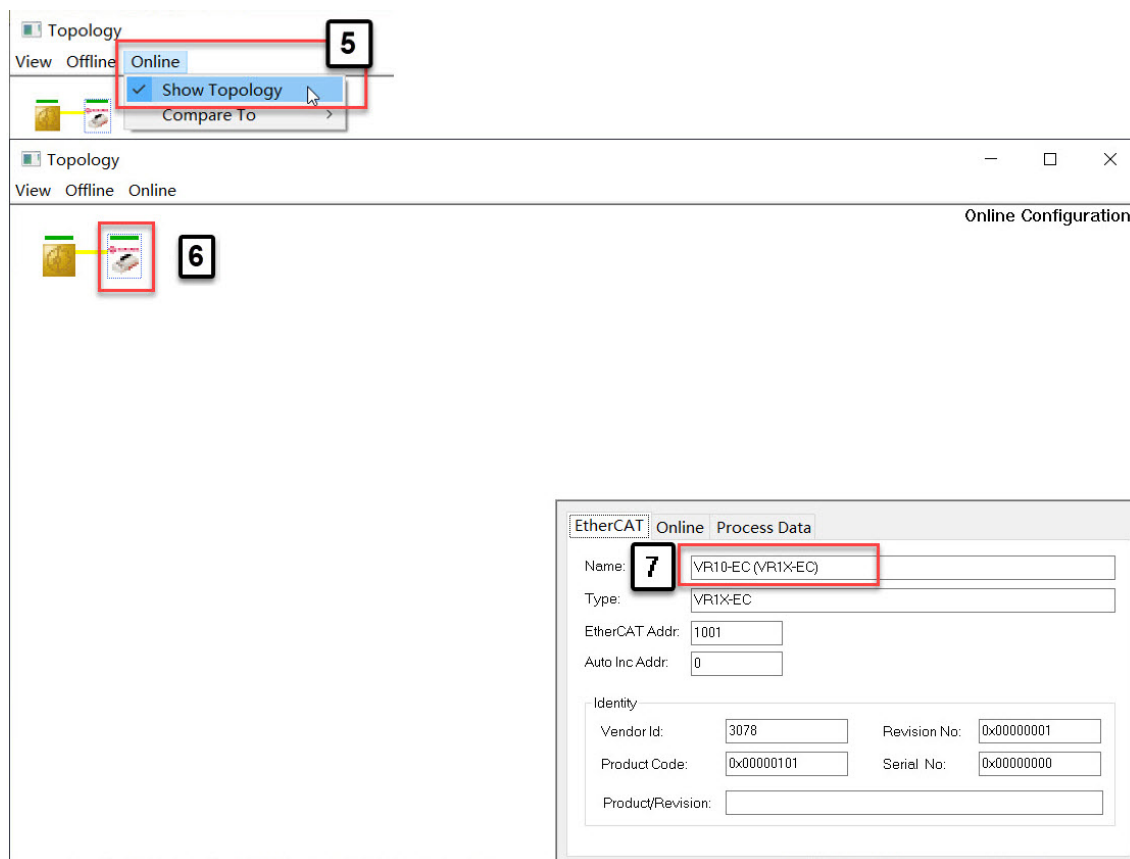 Topology
5
View Offline Online
Show Topology
Compare To >
Topology
View Offline Online
Online Configuration
6
EtherCAT Online Process Data
Name: 7 VR10-EC (VR1X-EC)
Type: VR1X-EC
EtherCAT Addr: 1001
Auto Inc Addr: 0
Identity
Vendor Id: 3078 Revision No: 0x00000001
Product Code: 0x00000101 Serial No: 0x00000000
Product/Revision: